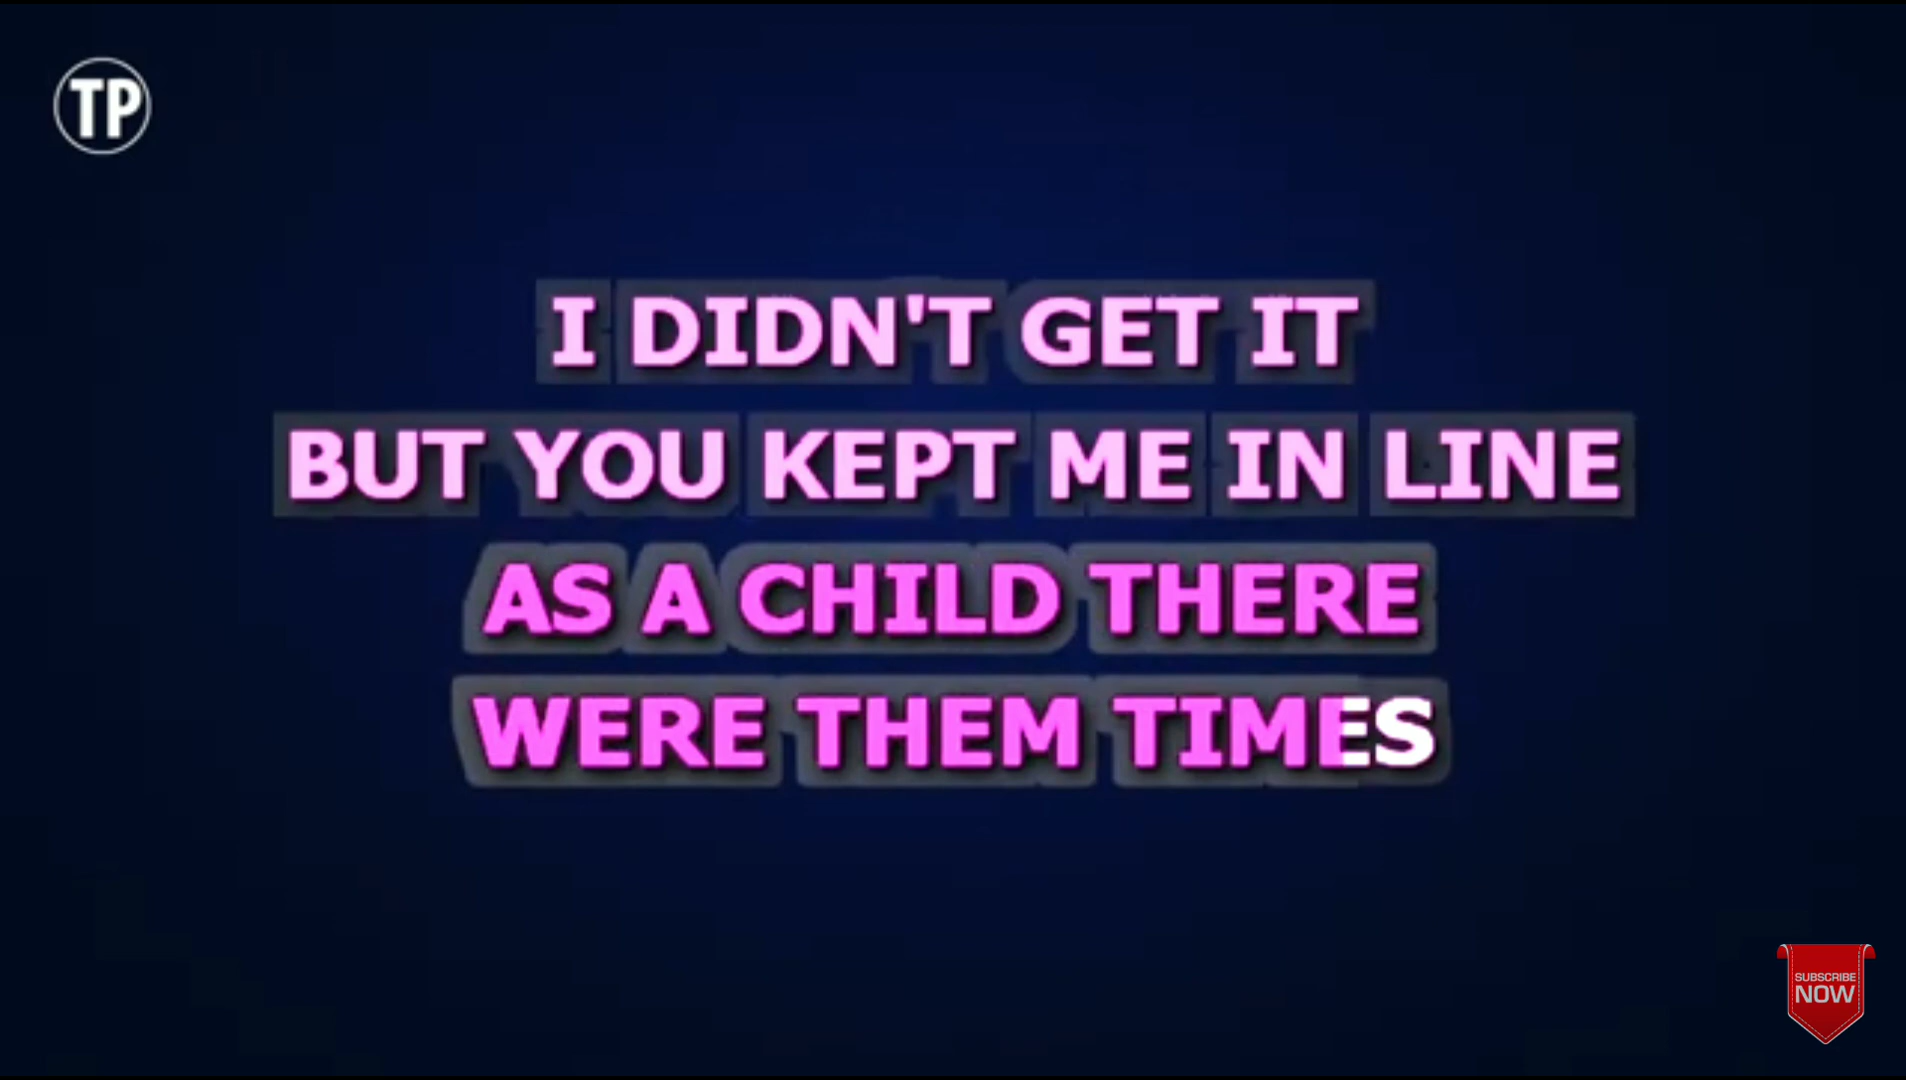 TP
I DIDN'T GET IT
BUT YOU KEPT ME IN LINE
AS A CHILD THERE
WERE THEM TIMES
SUBSCRIBE
NOW